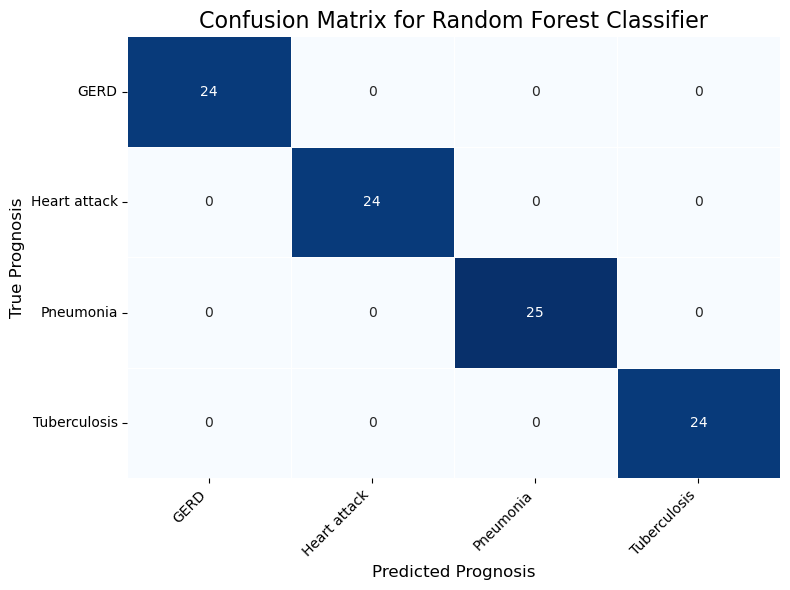 Confusion Matrix for Random Forest Classifier
GERD 24 0 0 0
Heart attack 0 24 0 0
Pneumonia 0 0 25 0
Tuberculosis 0 0 0 24
True Prognosis
GERD Heart attack Pneumonia Tuberculosis
Predicted Prognosis